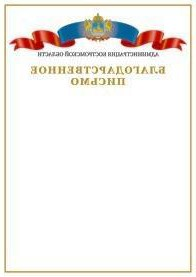 АДМИНИСТРАЦИЯ КОСТРОМСКОЙ ОБЛАСТИ
БЛАГОДАРСТВЕННОЕ
ПИСЬМО